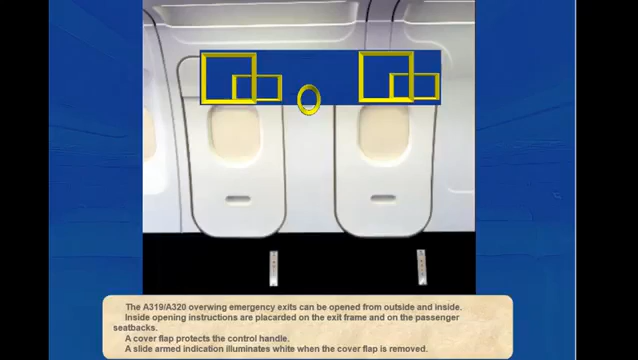 The A319/A320 overwing emergency exits can be opened from outside and inside.
Inside opening instructions are placarded on the exit frame and on the passenger
seatbacks.
A cover flap protects the control handle.
A slide armed indication illuminates white when the cover flap is removed.